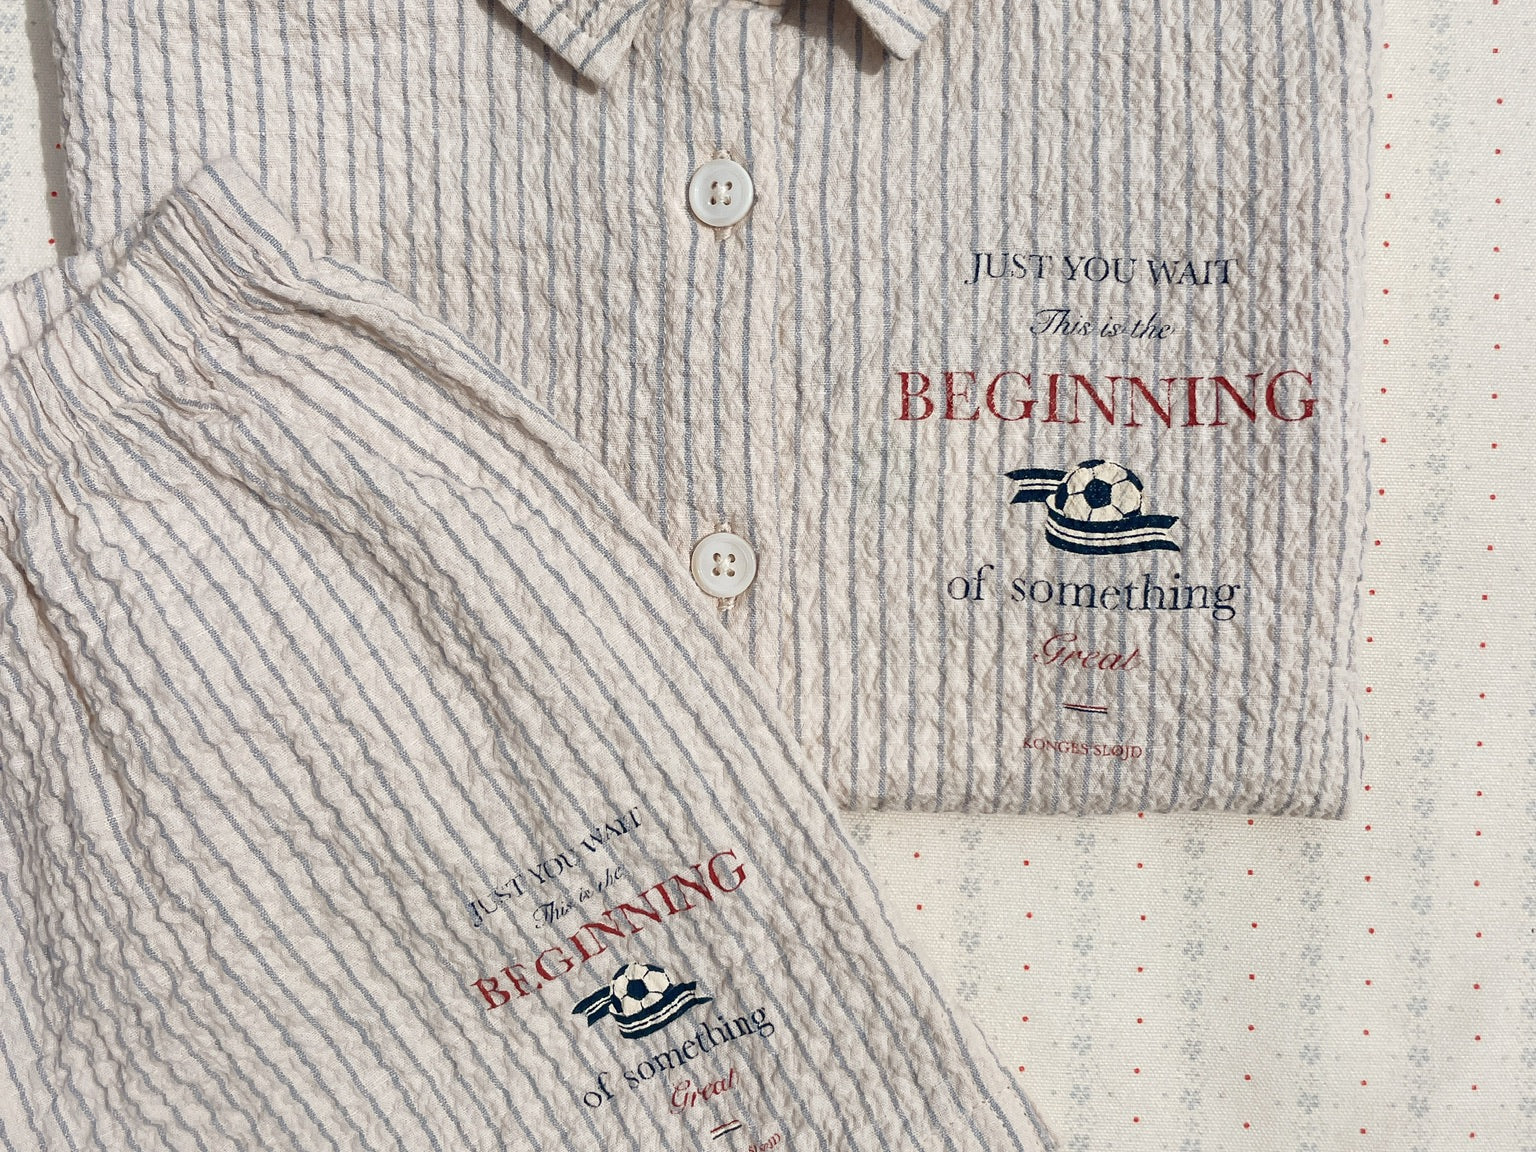 JUST YOU WAIT
This is the
BEGINNING
of something
Great
KONGES SLØJD
JUST YOU WAIT
This is the
BEGINNING
of something
Great
SLØJD